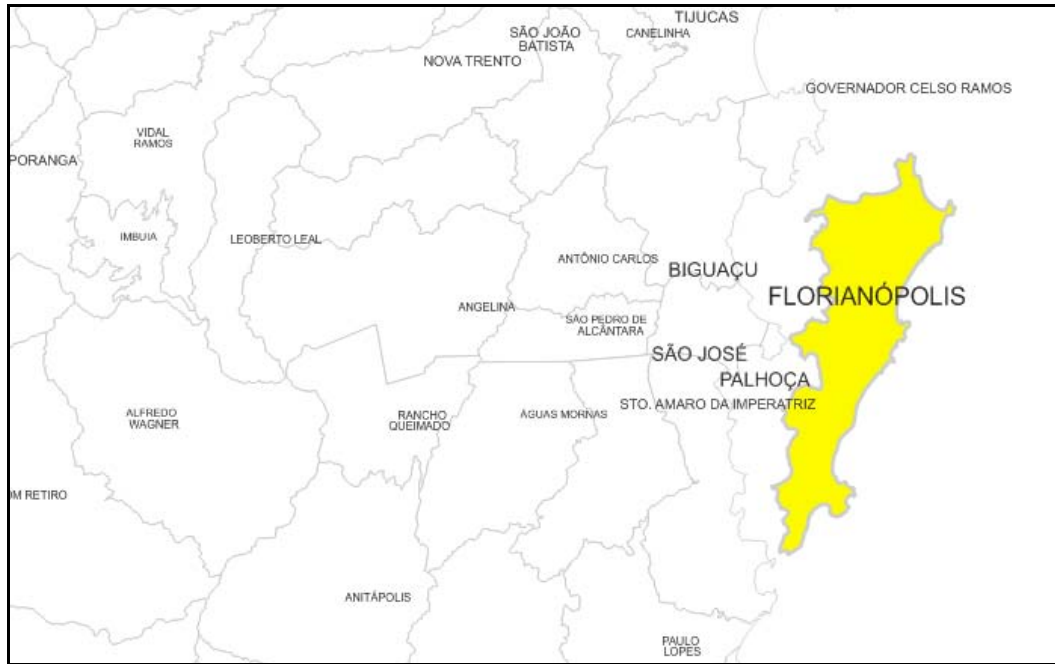 TIJUCAS
SÃO JOÃO
BATISTA
CANELINHA
NOVA TRENTO
GOVERNADOR CELSO RAMOS
VIDAL
RAMOS
PORANGA
IMBUIA
LEOBERTO LEAL
ANTÔNIO CARLOS
BIGUAÇU
FLORIANÓPOLIS
ANGELINA
SÃO PEDRO DE
ALCÂNTARA
SÃO JOSÉ
PALHOÇA
STO. AMARO DA IMPERATRIZ
ALFREDO
WAGNER
RANCHO
QUEIMADO
ÁGUAS MORNAS
OM RETIRO
ANITÁPOLIS
PAULO
LOPES